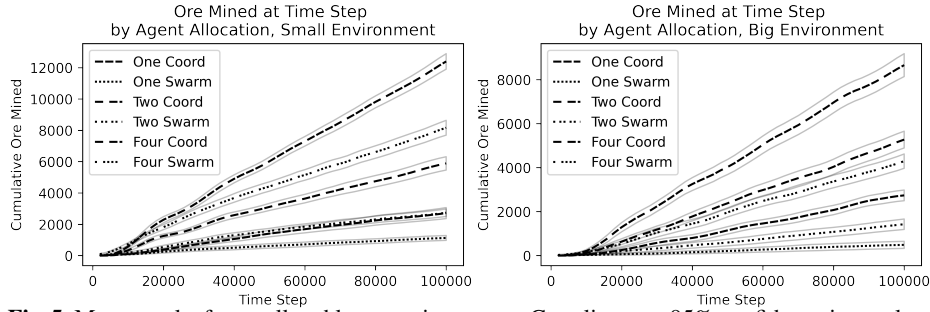 Ore Mined at Time Step
by Agent Allocation, Small Environment
Cumulative Ore Mined
12000
10000
8000
6000
4000
2000
0
One Coord
One Swarm
Two Coord
Two Swarm
Four Coord
Four Swarm
0 20000 40000 60000 80000 100000
Time Step
Ore Mined at Time Step
by Agent Allocation, Big Environment
Cumulative Ore Mined
8000
6000
4000
2000
0
One Coord
One Swarm
Two Coord
Two Swarm
Four Coord
Four Swarm
0 20000 40000 60000 80000 100000
Time Step